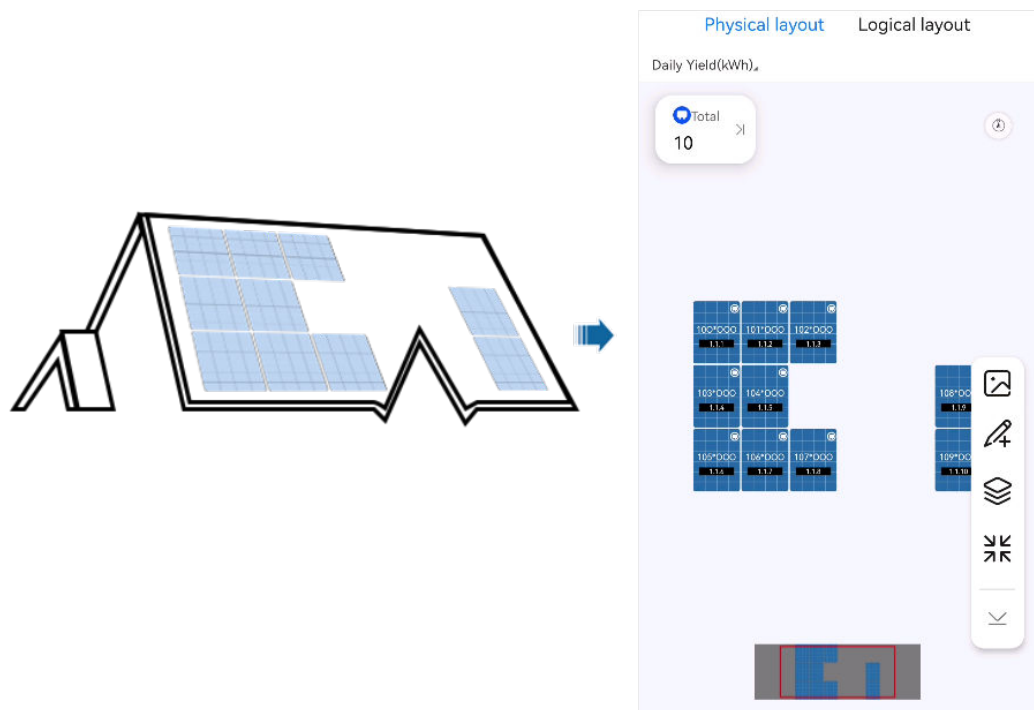 Physical layout Logical layout
Daily Yield(kWh)
Total
10
100*DOO 101*DOO 102*DOO
1.1.1 1.1.2 1.1.3
103*DOO 104*DOO 108*DO
1.1.4 1.1.5 1.1.9
105*DOO 106*DOO 107*DOO 109*DO
1.1.6 1.1.7 1.1.8 1.1.10